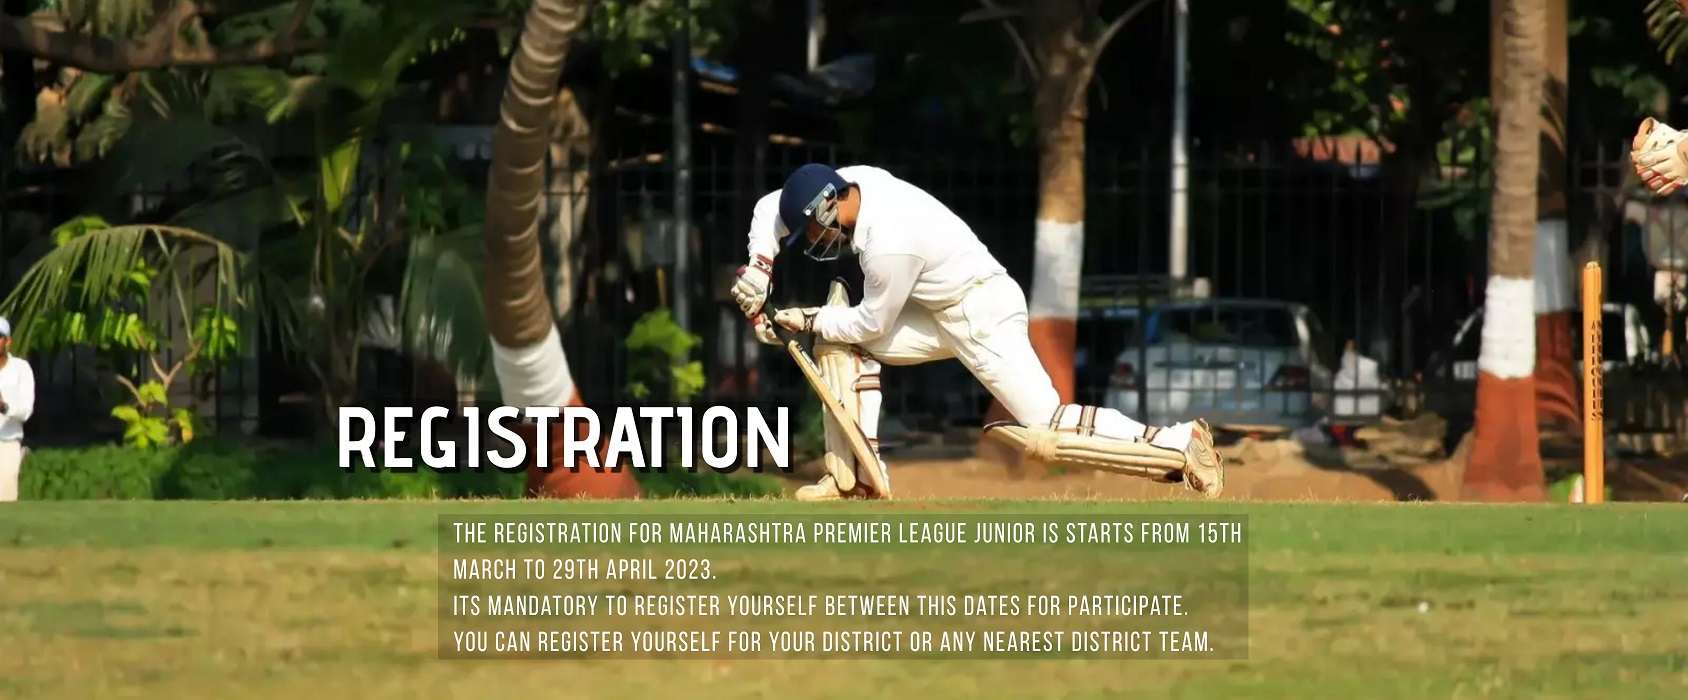 REGISTRATION
THE REGISTRATION FOR MAHARASHTRA PREMIER LEAGUE JUNIOR IS STARTS FROM 15TH
MARCH TO 29TH APRIL 2023.
ITS MANDATORY TO REGISTER YOURSELF BETWEEN THIS DATES FOR PARTICIPATE.
YOU CAN REGISTER YOURSELF FOR YOUR DISTRICT OR ANY NEAREST DISTRICT TEAM.